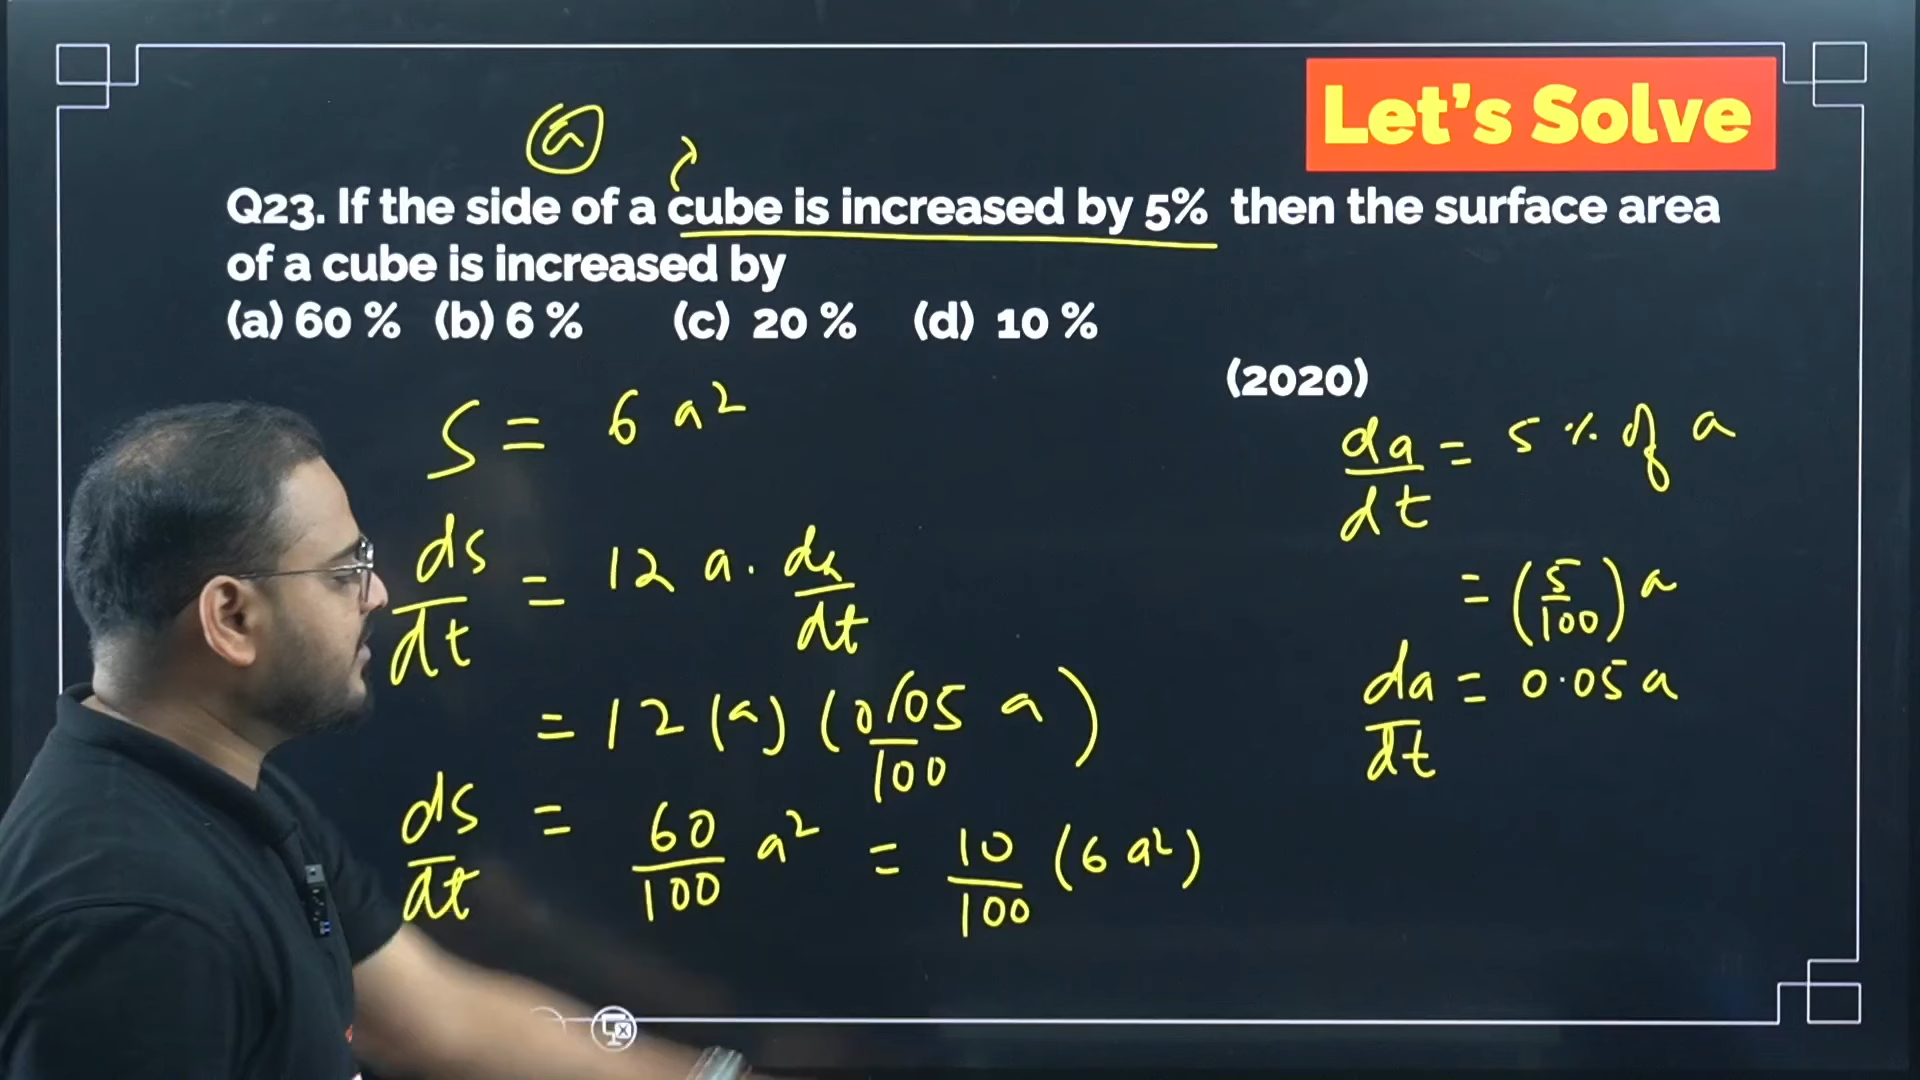 Let's Solve
a
Q23. If the side of a cube is increased by 5% then the surface area
of a cube is increased by
(a) 60 % (b) 6 % (c) 20 % (d) 10 %
(2020)
S = 6 a²
ds/dt = 12 a. da/dt
= 12 (a) (0/05/100 a)
ds/dt = 60/100 a² = 10/100 (6 a²)
da/dt = 5 % of a
= (5/100) a
da/dt = 0.05 a